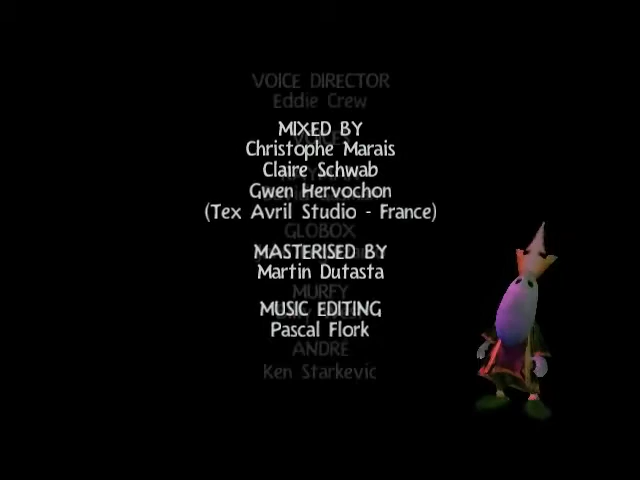 VOICE DIRECTOR
Eddie Crew
MIXED BY
Christophe Marais
Claire Schwab
Gwen Hervochon
(Tex Avril Studio - France)
GLOBOX
MASTERISED BY
Martin Dutasta
MURFY
MUSIC EDITING
Pascal Flork
ANDRÉ
Ken Starkevic